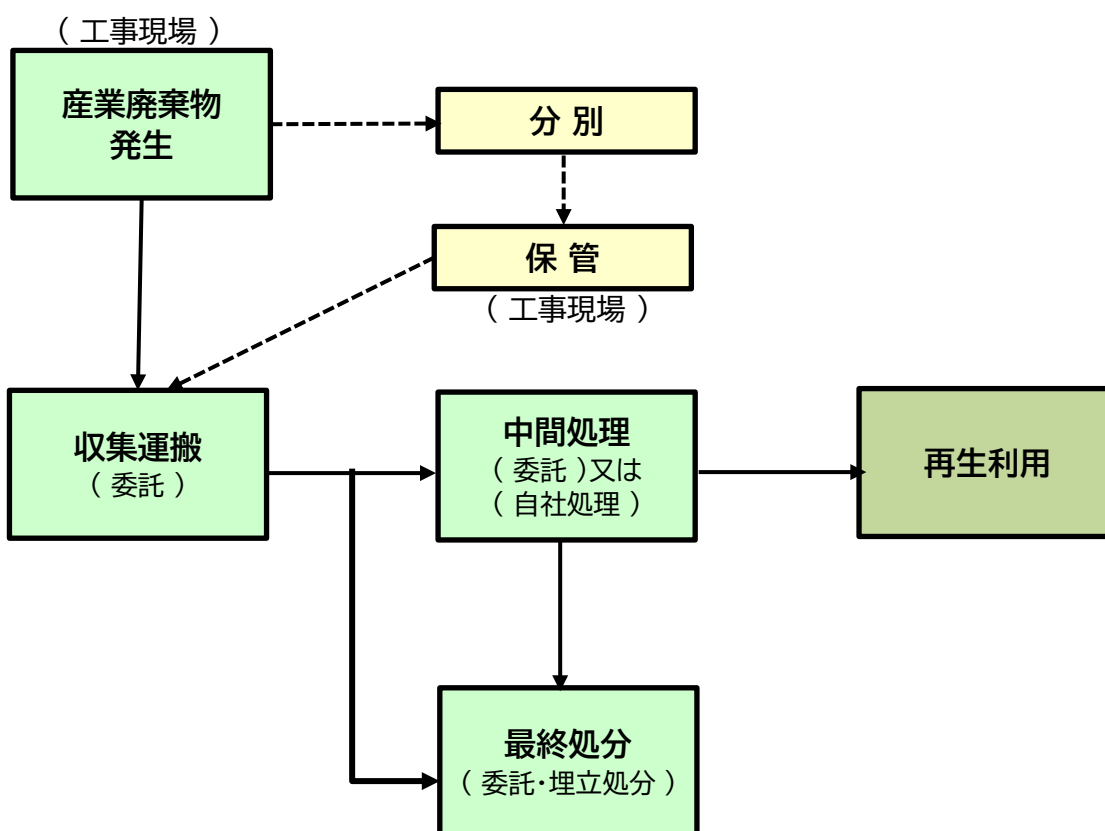 （ 工事現場 ）
産業廃棄物
発生
分 別
保 管
（ 工事現場 ）
収集運搬
（ 委託 ）
中間処理
（ 委託 ）又は
（ 自社処理 ）
再生利用
最終処分
（ 委託・埋立処分 ）